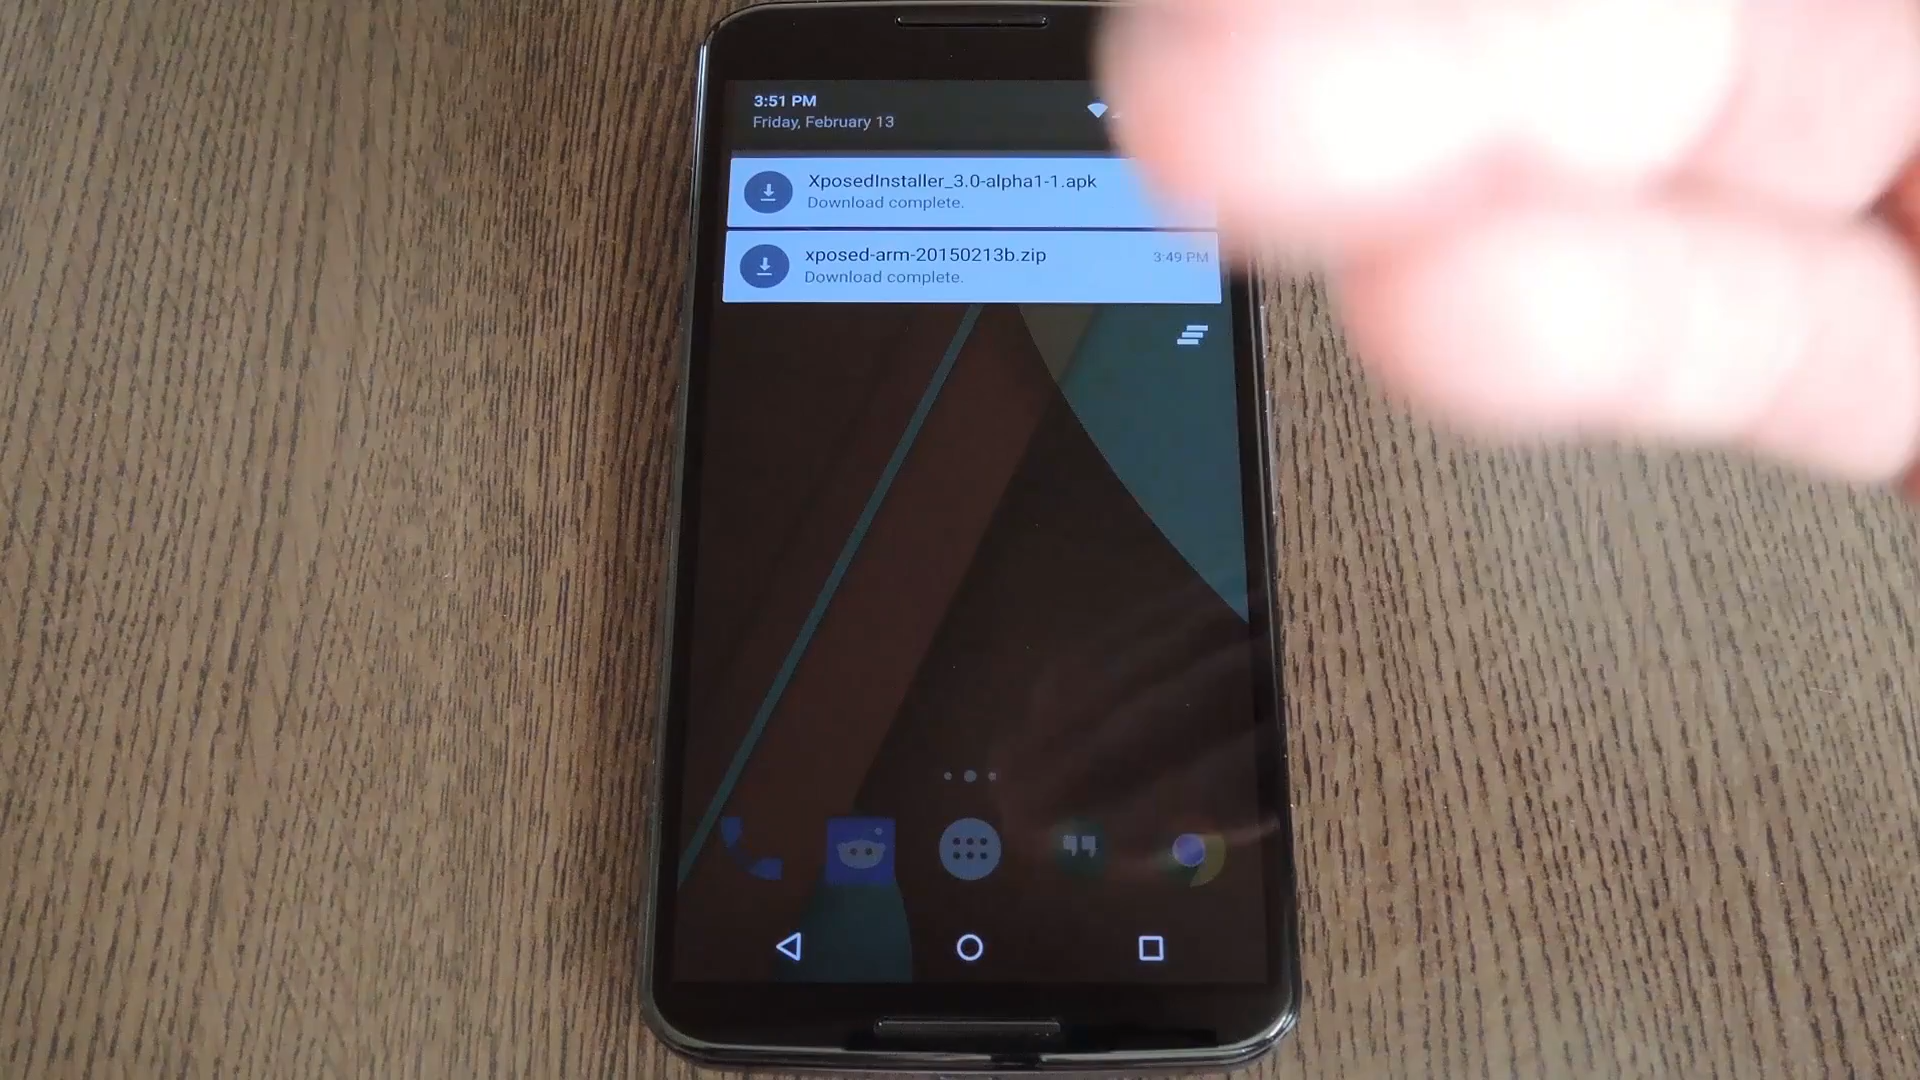 3:51 PM
Friday, February 13
XposedInstaller_3.0-alpha1-1.apk
Download complete.
xposed-arm-20150213b.zip
3:49 PM
Download complete.